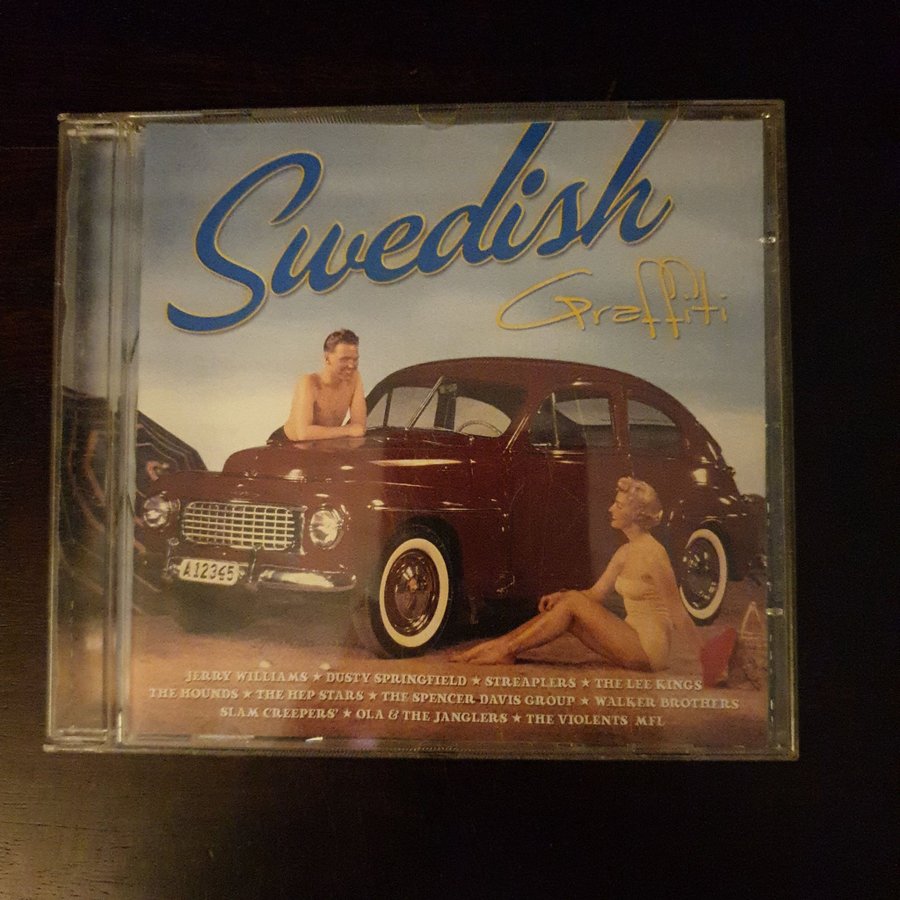 Swedish
Graffiti
A12345
JERRY WILLIAMS ★ DUSTY SPRINGFIELD ★ STREAPLERS ★ THE LEE KINGS
THE HOUNDS ★ THE HEP STARS ★ THE SPENCER DAVIS GROUP ★ WALKER BROTHERS
SLAM CREEPERS' ★ OLA & THE JANGLERS ★ THE VIOLENTS MFL